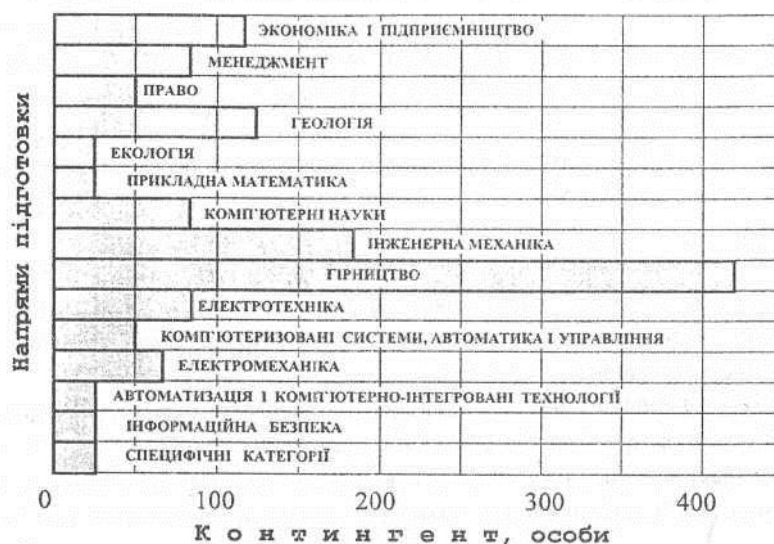 ЭКОНОМІКА І ПІДПРИЄМНИЦТВО
МЕНЕДЖМЕНТ
ПРАВО
ГЕОЛОГІЯ
ЕКОЛОГІЯ
ПРИКЛАДНА МАТЕМАТИКА
КОМП'ЮТЕРНІ НАУКИ
ІНЖЕНЕРНА МЕХАНІКА
ГІРНИЦТВО
ЕЛЕКТРОТЕХНІКА
КОМП'ЮТЕРИЗОВАНІ СИСТЕМИ, АВТОМАТИКА І УПРАВЛІННЯ
ЕЛЕКТРОМЕХАНІКА
АВТОМАТИЗАЦІЯ І КОМП'ЮТЕРНО-ІНТЕГРОВАНІ ТЕХНОЛОГІЇ
ІНФОРМАЦІЙНА БЕЗПЕКА
СПЕЦИФІЧНІ КАТЕГОРІЇ
Напрями підготовки
0 100 200 300 400
Контингент, особи